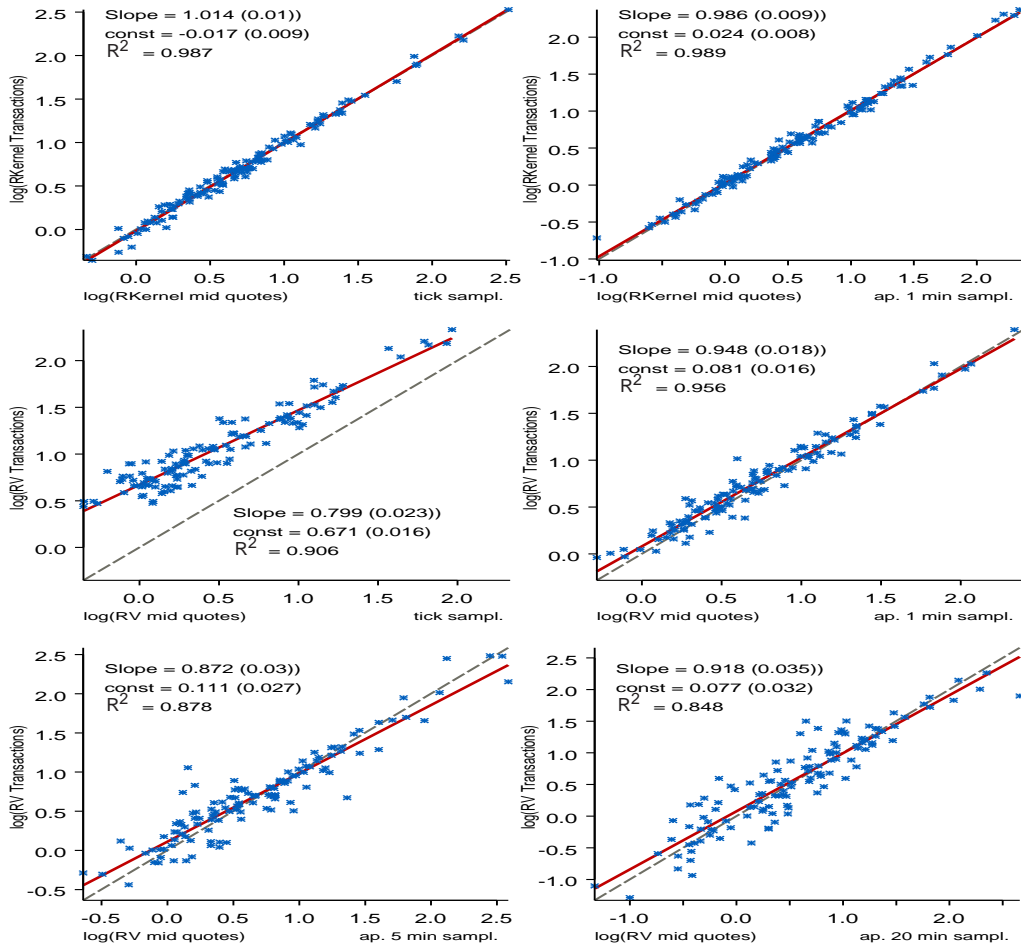 2.5
2.0
1.5
1.0
0.5
0.0
log(RKernel Transactions)
Slope = 1.014 (0.01))
const = -0.017 (0.009)
R2 = 0.987
0.0 0.5 1.0 1.5 2.0 2.5
log(RKernel mid quotes) tick sampl.
2.0
1.5
1.0
0.5
0.0
-0.5
-1.0
log(RKernel Transactions)
Slope = 0.986 (0.009))
const = 0.024 (0.008)
R2 = 0.989
-1.0 -0.5 0.0 0.5 1.0 1.5 2.0
log(RKernel mid quotes) ap. 1 min sampl.
2.0
1.5
1.0
0.5
0.0
log(RV Transactions)
Slope = 0.799 (0.023))
const = 0.671 (0.016)
R2 = 0.906
0.0 0.5 1.0 1.5 2.0
log(RV mid quotes) tick sampl.
2.0
1.5
1.0
0.5
0.0
log(RV Transactions)
Slope = 0.948 (0.018))
const = 0.081 (0.016)
R2 = 0.956
0.0 0.5 1.0 1.5 2.0
log(RV mid quotes) ap. 1 min sampl.
2.5
2.0
1.5
1.0
0.5
0.0
-0.5
log(RV Transactions)
Slope = 0.872 (0.03))
const = 0.111 (0.027)
R2 = 0.878
-0.5 0.0 0.5 1.0 1.5 2.0 2.5
log(RV mid quotes) ap. 5 min sampl.
2.5
2.0
1.5
1.0
0.5
0.0
-0.5
-1.0
log(RV Transactions)
Slope = 0.918 (0.035))
const = 0.077 (0.032)
R2 = 0.848
-1.0 0.0 1.0 2.0
log(RV mid quotes) ap. 20 min sampl.